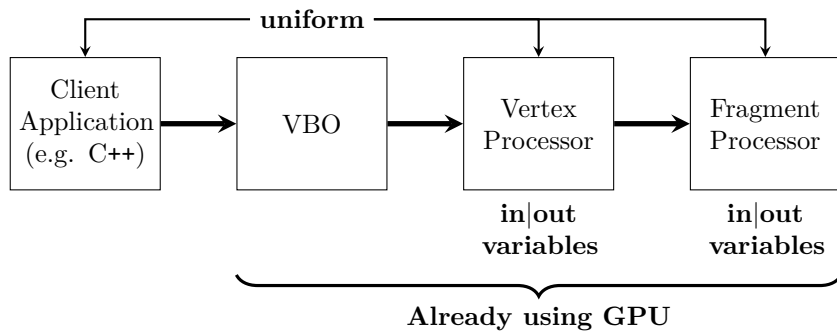 uniform
Client
Application
(e.g. C++)
VBO
Vertex
Processor
Fragment
Processor
in|out
variables
in|out
variables
Already using GPU